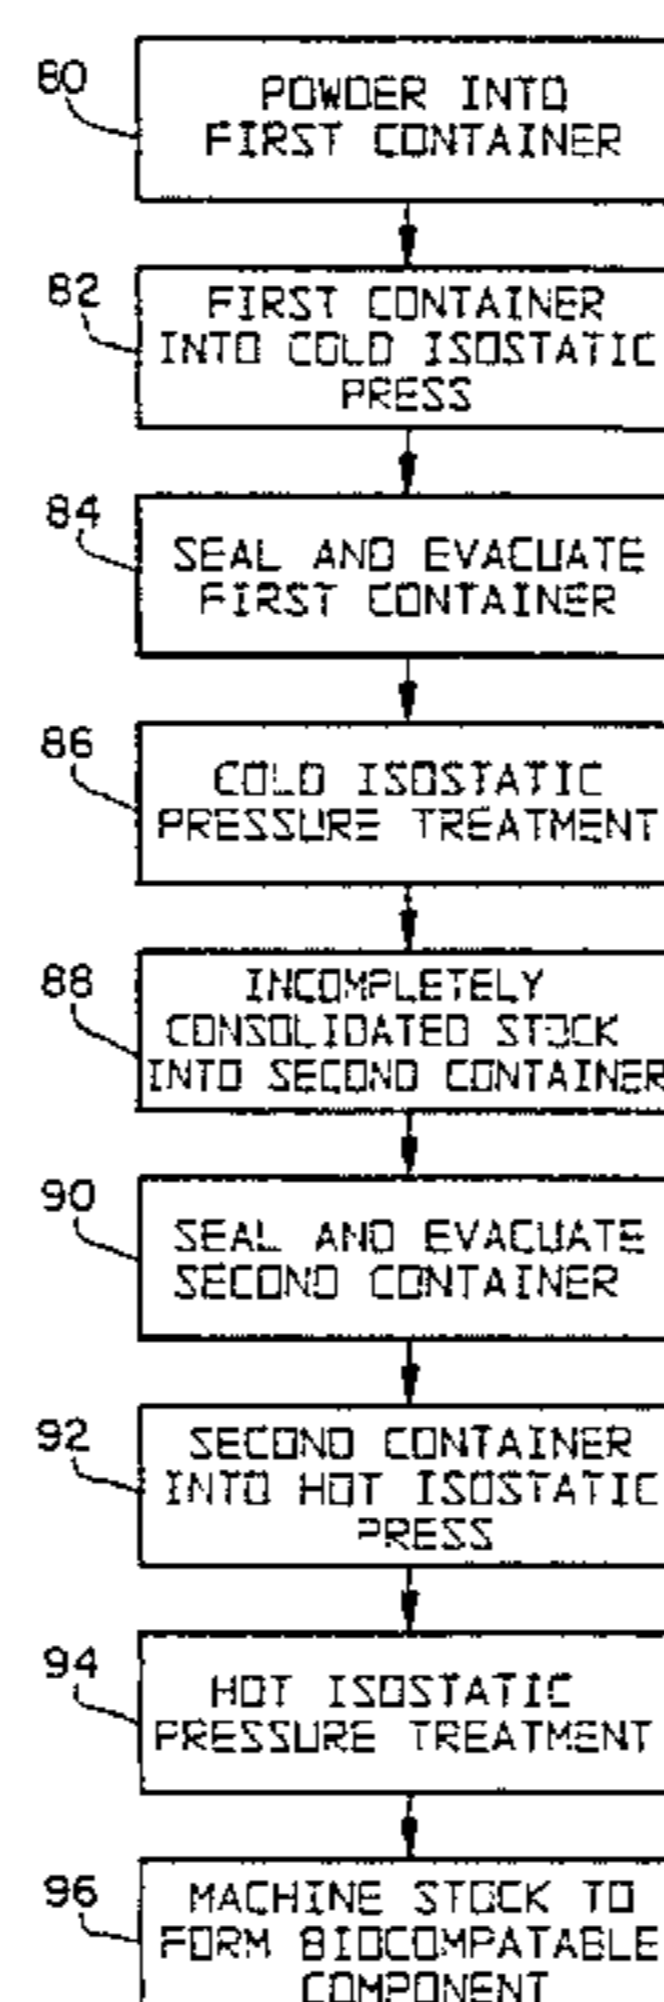 80
POWDER INTO
FIRST CONTAINER
82
FIRST CONTAINER
INTO COLD ISOSTATIC
PRESS
84
SEAL AND EVACUATE
FIRST CONTAINER
86
COLD ISOSTATIC
PRESSURE TREATMENT
88
INCOMPLETELY
CONSOLIDATED STOCK
INTO SECOND CONTAINER
90
SEAL AND EVACUATE
SECOND CONTAINER
92
SECOND CONTAINER
INTO HOT ISOSTATIC
PRESS
94
HOT ISOSTATIC
PRESSURE TREATMENT
96
MACHINE STOCK TO
FORM BIOCOMPATABLE
COMPONENT